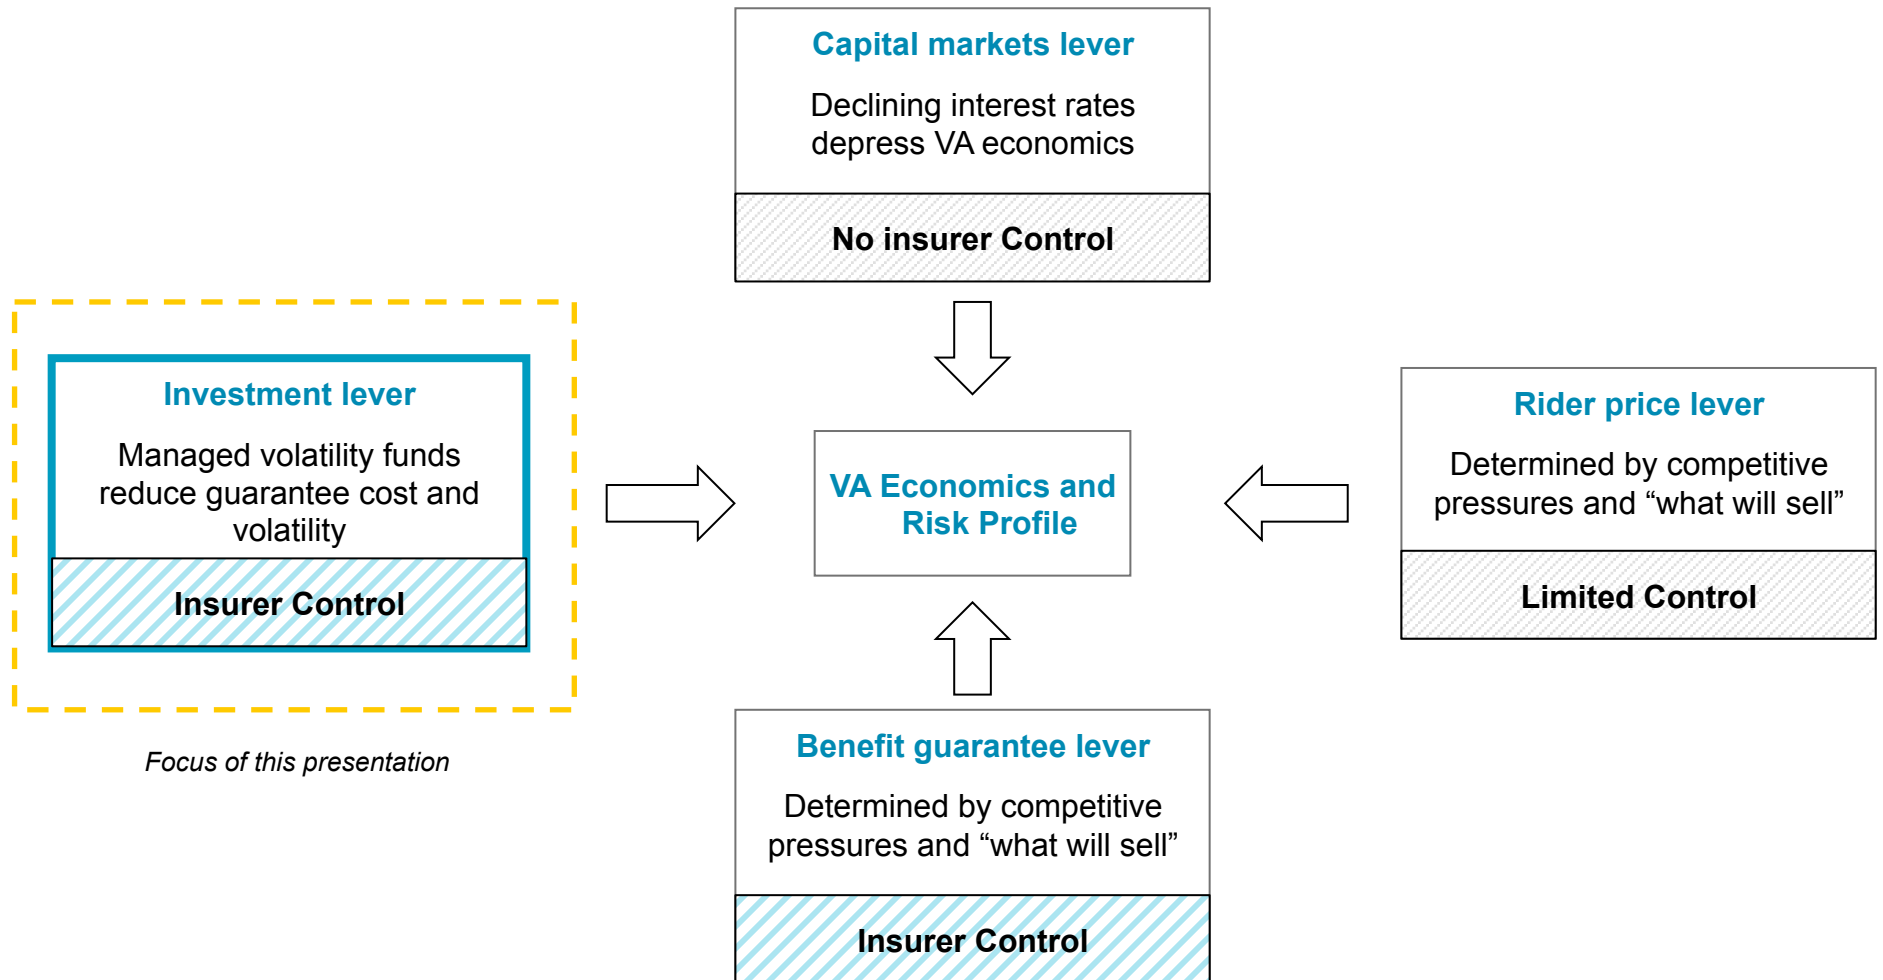 Capital markets lever
Declining interest rates
depress VA economics
No insurer Control
Investment lever
Managed volatility funds
reduce guarantee cost and
volatility
Insurer Control
Focus of this presentation
VA Economics and
Risk Profile
Rider price lever
Determined by competitive
pressures and “what will sell”
Limited Control
Benefit guarantee lever
Determined by competitive
pressures and “what will sell”
Insurer Control